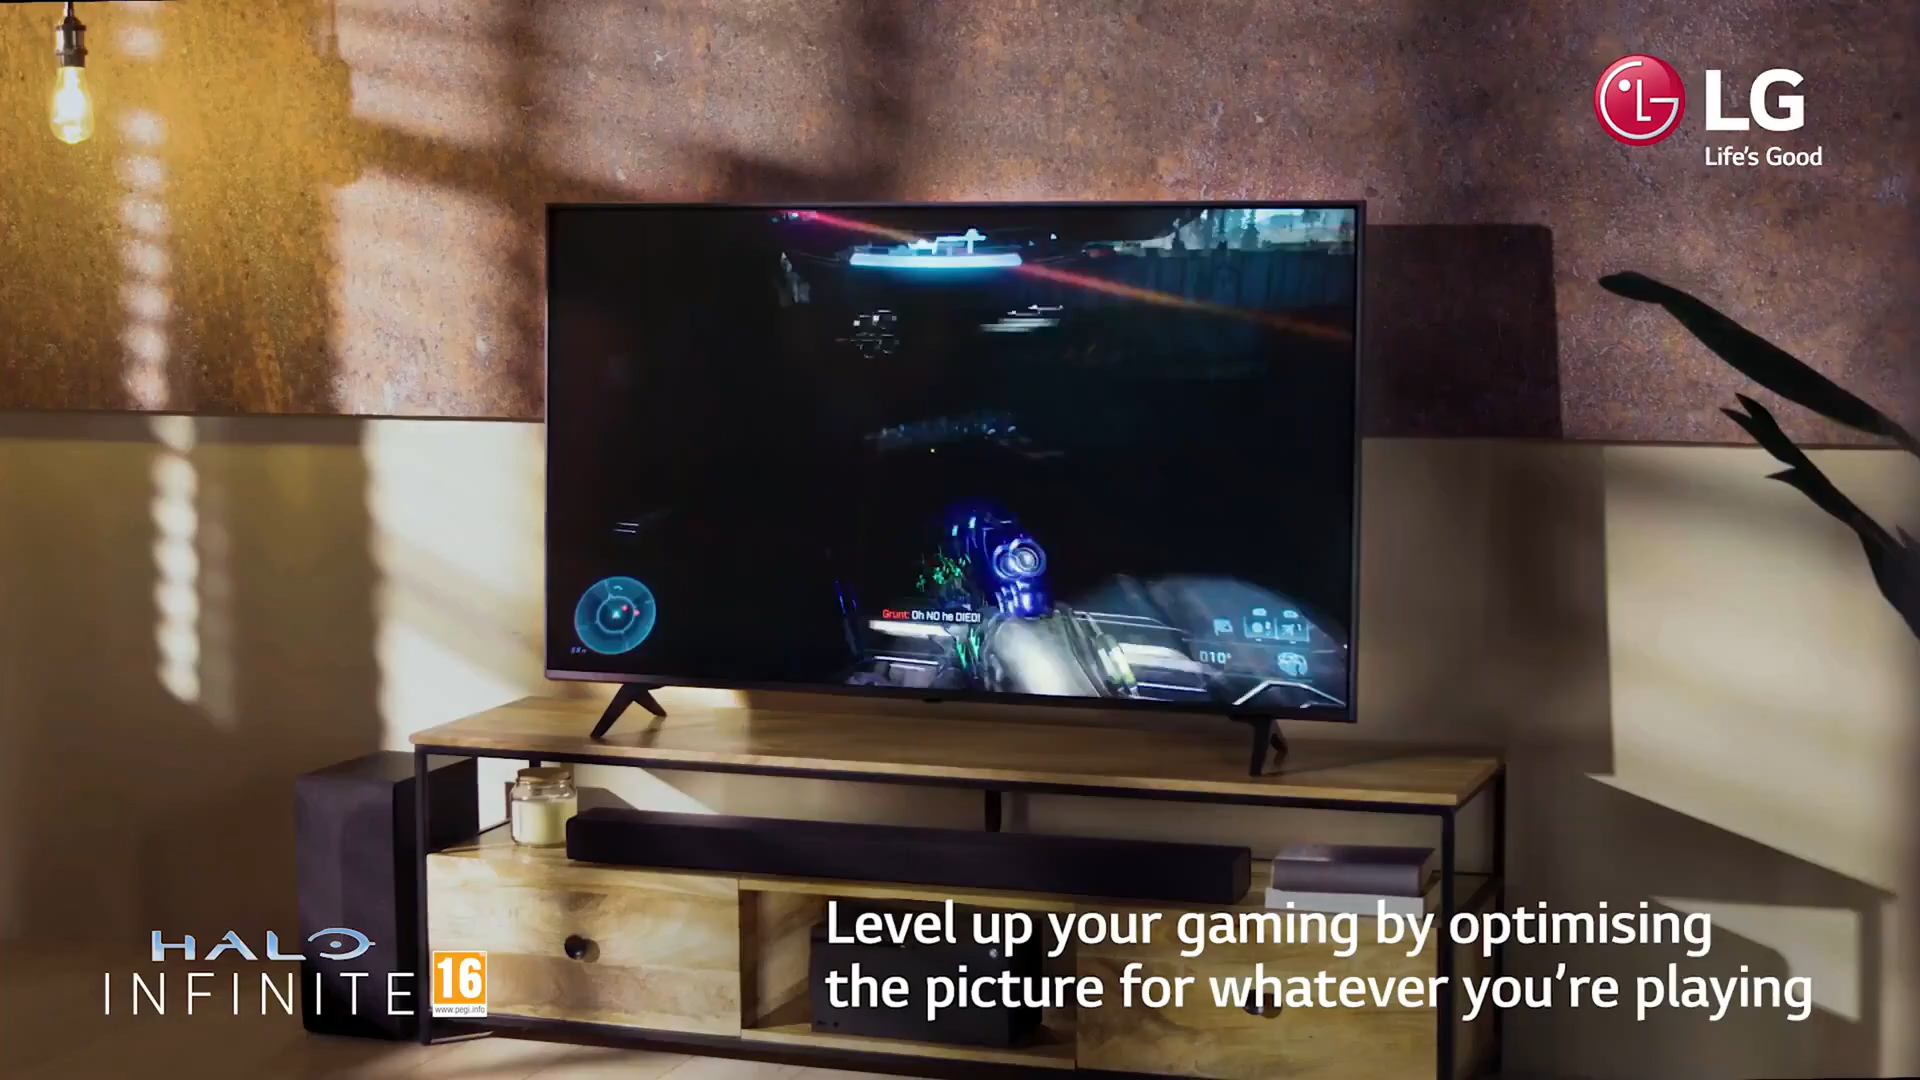 LG
Life's Good
Grunt: Oh NO he DIED!
010°
HALO
INFINITE
16
www.pegi.info
Level up your gaming by optimising
the picture for whatever you're playing